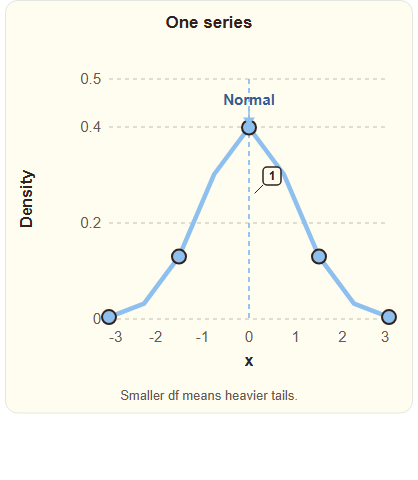 One series
0.5
Normal
0.4
1
Density
0.2
0
-3 -2 -1 0 1 2 3
x
Smaller df means heavier tails.